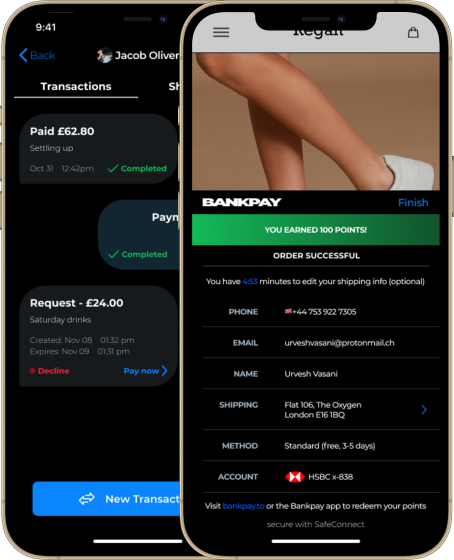 9:41
Back
Jacob Oliver
Transactions
Paid £62.80
Settling up
Oct 31 12:42pm
Completed
Completed
Request - £24.00
Saturday drinks
Created: Nov 08 01:32 pm
Expires: Nov 09 01:31 pm
Decline
Pay now
New
BANKPAY
Finish
YOU EARNED 100 POINTS!
ORDER SUCCESSFUL
You have 4:53 minutes to edit your shipping info (optional)
PHONE
+44 753 922 7305
EMAIL
urveshvasani@protonmail.ch
NAME
Urvesh Vasani
SHIPPING
Flat 106, The Oxygen
London E16 1BQ
METHOD
Standard (free, 3-5 days)
ACCOUNT
HSBC x-838
Visit bankpay.to or the Bankpay app to redeem your points
secure with SafeConnect